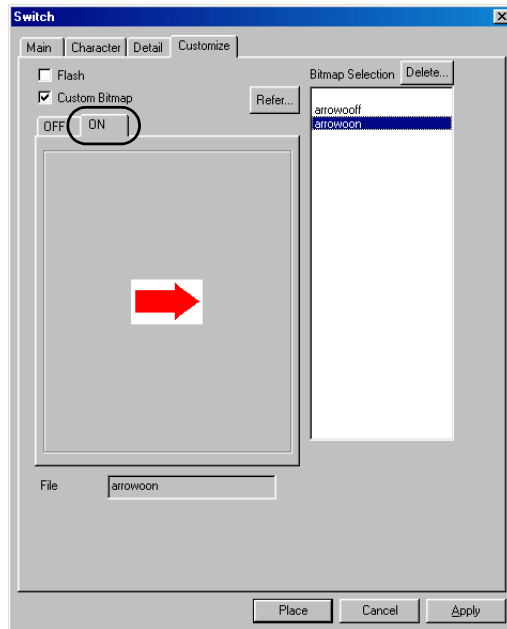 Switch
Main Character Detail Customize
Flash
Custom Bitmap
Refer...
Bitmap Selection Delete...
OFF ON
arrowooff
arrowoon
File arrowoon
Place Cancel Apply